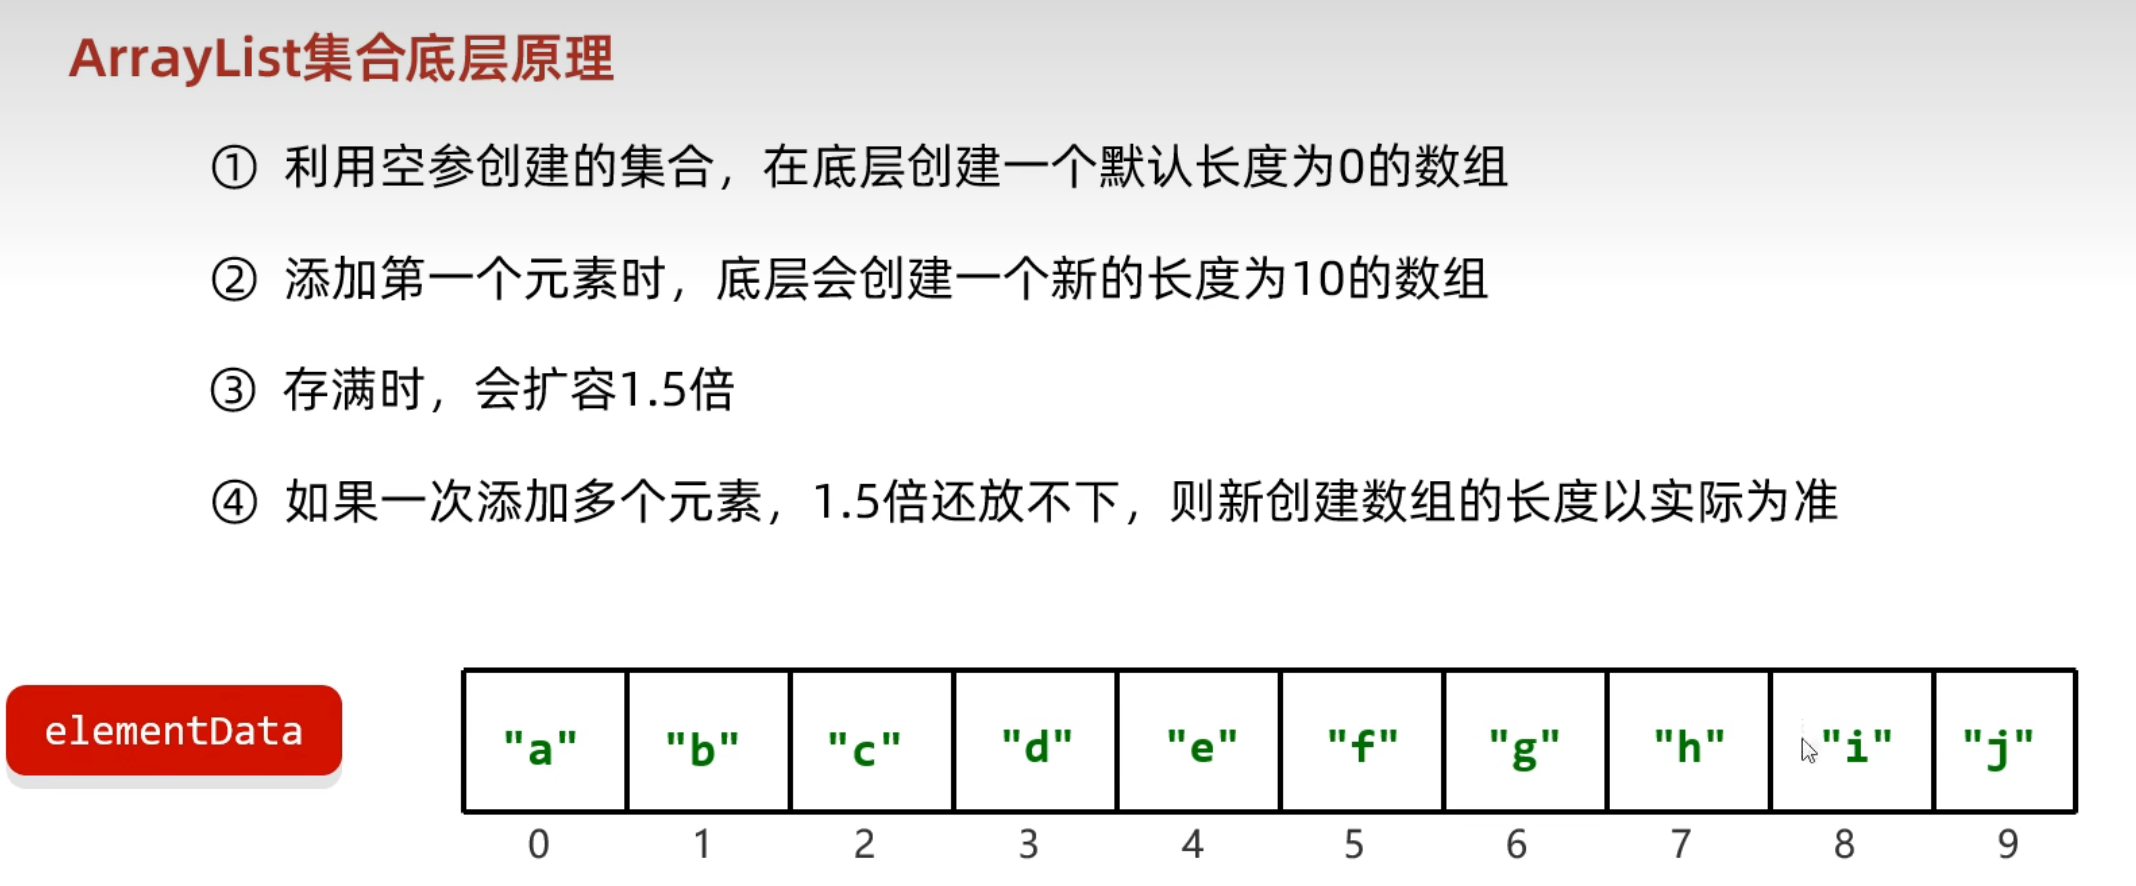 ArrayList集合底层原理
① 利用空参创建的集合，在底层创建一个默认长度为0的数组
② 添加第一个元素时，底层会创建一个新的长度为10的数组
③ 存满时，会扩容1.5倍
④ 如果一次添加多个元素，1.5倍还放不下，则新创建数组的长度以实际为准
elementData "a" "b" "c" "d" "e" "f" "g" "h" "i" "j"
0 1 2 3 4 5 6 7 8 9